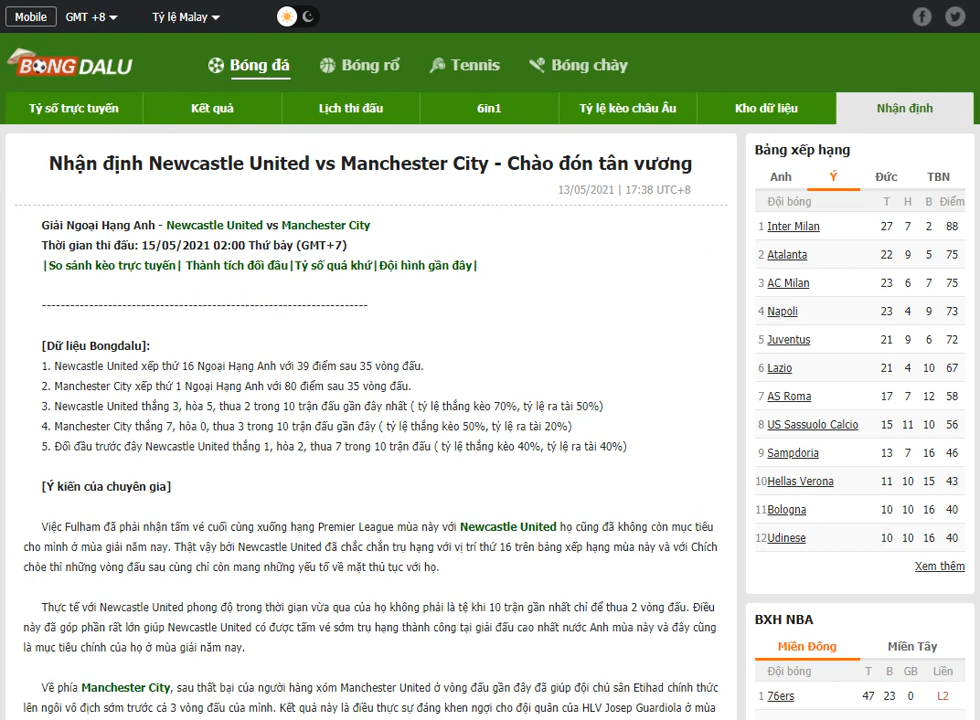 Mobile GMT +8 Tỷ lệ Malay
BONGDALU Bóng đá Bóng rổ Tennis Bóng chày
Tỷ số trực tuyến Kết quả Lịch thi đấu 6in1 Tỷ lệ kèo châu Âu Kho dữ liệu Nhận định
Nhận định Newcastle United vs Manchester City - Chào đón tân vương
13/05/2021 | 17:38 UTC+8
Giải Ngoại Hạng Anh - Newcastle United vs Manchester City
Thời gian thi đấu: 15/05/2021 02:00 Thứ bảy (GMT+7)
|So sánh kèo trực tuyến| Thành tích đối đầu|Tỷ số quá khứ|Đội hình gần đây|
----------------------------------------------------------------------
[Dữ liệu Bongdalu]:
1. Newcastle United xếp thứ 16 Ngoại Hạng Anh với 39 điểm sau 35 vòng đấu.
2. Manchester City xếp thứ 1 Ngoại Hạng Anh với 80 điểm sau 35 vòng đấu.
3. Newcastle United thắng 3, hòa 5, thua 2 trong 10 trận đấu gần đây nhất ( tỷ lệ thắng kèo 70%, tỷ lệ ra tài 50%)
4. Manchester City thắng 7, hòa 0, thua 3 trong 10 trận đấu gần đây ( tỷ lệ thắng kèo 50%, tỷ lệ ra tài 20%)
5. Đối đầu trước đây Newcastle United thắng 1, hòa 2, thua 7 trong 10 trận đấu ( tỷ lệ thắng kèo 40%, tỷ lệ ra tài 40%)
[Ý kiến của chuyên gia]
Việc Fulham đã phải nhận tấm vé cuối cùng xuống hạng Premier League mùa này với Newcastle United họ cũng đã không còn mục tiêu
cho mình ở mùa giải năm nay. Thật vậy bởi Newcastle United đã chắc chắn trụ hạng với vị trí thứ 16 trên bảng xếp hạng mùa này và với Chích
chòe thì những vòng đấu sau cùng chỉ còn mang những yếu tố về mặt thủ tục với họ.
Thực tế với Newcastle United phong độ trong thời gian vừa qua của họ không phải là tệ khi 10 trận gần nhất chỉ để thua 2 vòng đấu. Điều
này đã góp phần rất lớn giúp Newcastle United có được tấm vé sớm trụ hạng thành công tại giải đấu cao nhất nước Anh mùa này và đây cũng
là mục tiêu chính của họ ở mùa giải năm nay.
Về phía Manchester City, sau thất bại của người hàng xóm Manchester United ở vòng đấu gần đây đã giúp đội chủ sân Etihad chính thức
lên ngôi vô địch sớm trước cả 3 vòng đấu của mình. Kết quả này là điều thực sự đáng khen ngợi cho đội quân của HLV Josep Guardiola ở mùa
Bảng xếp hạng
Anh Ý Đức TBN
Đội bóng T H B Điểm
1 Inter Milan 27 7 2 88
2 Atalanta 22 9 5 75
3 AC Milan 23 6 7 75
4 Napoli 23 4 9 73
5 Juventus 21 9 6 72
6 Lazio 21 4 10 67
7 AS Roma 17 7 12 58
8 US Sassuolo Calcio 15 11 10 56
9 Sampdoria 13 7 16 46
10 Hellas Verona 11 10 15 43
11 Bologna 10 10 16 40
12 Udinese 10 10 16 40
Xem thêm
BXH NBA
Miền Đông Miền Tây
Đội bóng T B GB Liền
1 76ers 47 23 0 L2